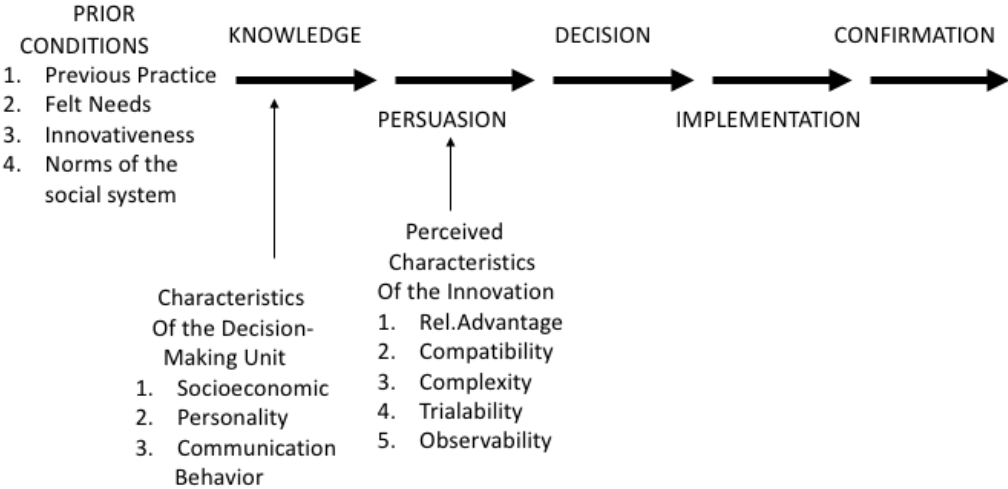 PRIOR
CONDITIONS
1. Previous Practice
2. Felt Needs
3. Innovativeness
4. Norms of the
social system
KNOWLEDGE
PERSUASION
DECISION
IMPLEMENTATION
CONFIRMATION
Characteristics
Of the Decision-
Making Unit
1. Socioeconomic
2. Personality
3. Communication
Behavior
Perceived
Characteristics
Of the Innovation
1. Rel.Advantage
2. Compatibility
3. Complexity
4. Trialability
5. Observability